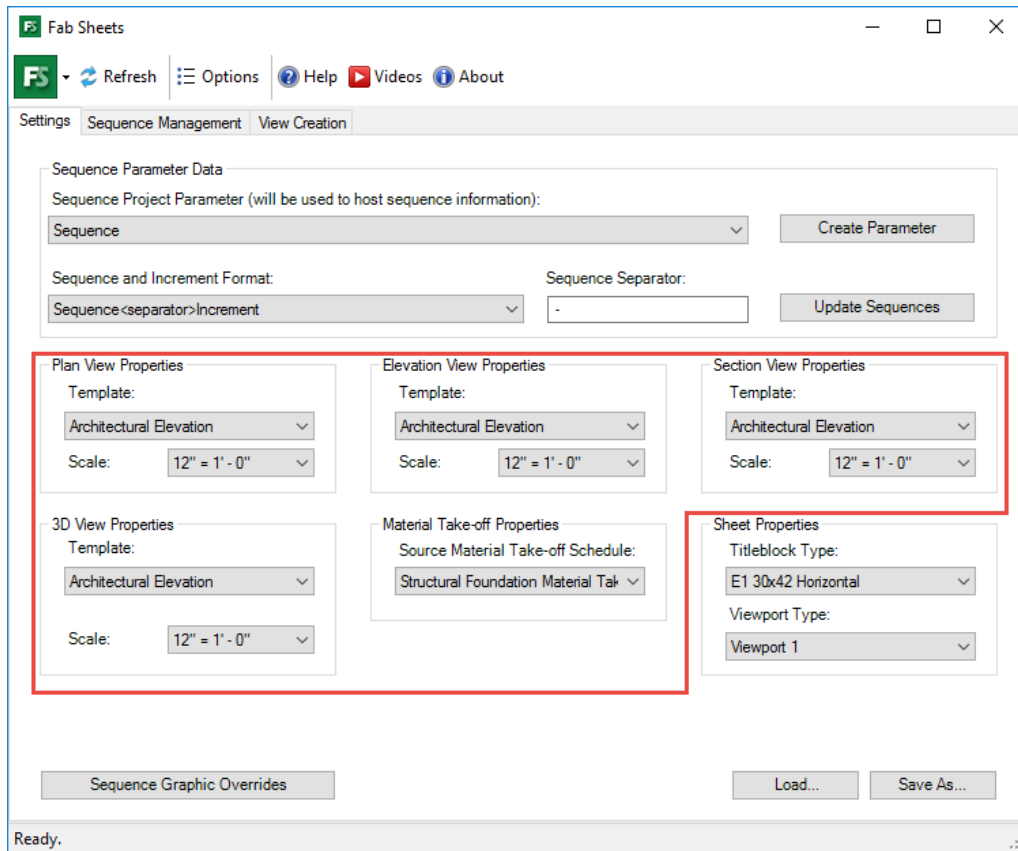 FS Fab Sheets
FS Refresh Options Help Videos About
Settings Sequence Management View Creation
Sequence Parameter Data
Sequence Project Parameter (will be used to host sequence information):
Sequence Create Parameter
Sequence and Increment Format: Sequence Separator:
Sequence<separator>Increment - Update Sequences
Plan View Properties Elevation View Properties Section View Properties
Template: Template: Template:
Architectural Elevation Architectural Elevation Architectural Elevation
Scale: 12" = 1' - 0" Scale: 12" = 1' - 0" Scale: 12" = 1' - 0"
3D View Properties Material Take-off Properties Sheet Properties
Template: Source Material Take-off Schedule: Titleblock Type:
Architectural Elevation Structural Foundation Material Tak E1 30x42 Horizontal
Viewport Type:
Scale: 12" = 1' - 0" Viewport 1
Sequence Graphic Overrides Load... Save As...
Ready.